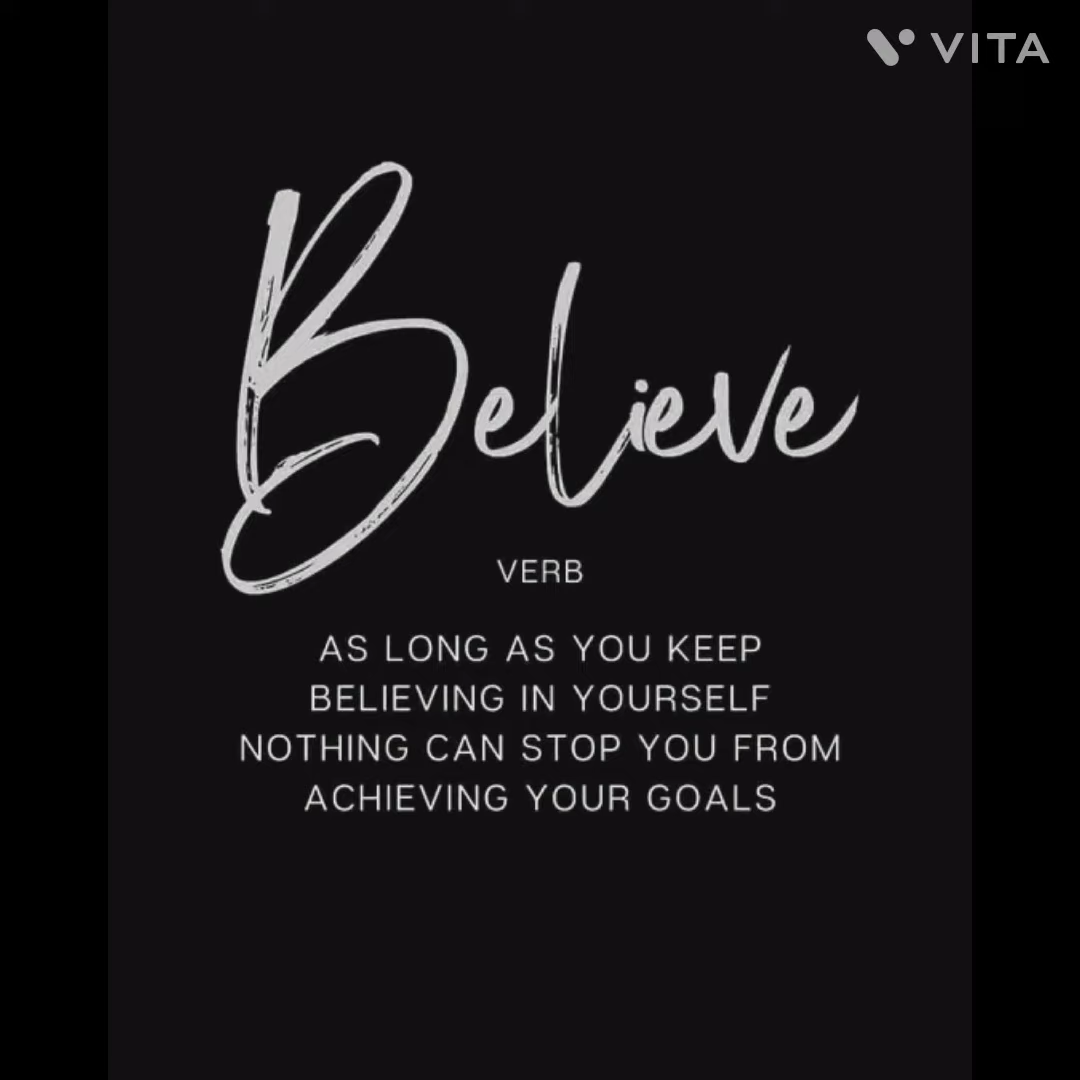 VITA
Believe
VERB
AS LONG AS YOU KEEP
BELIEVING IN YOURSELF
NOTHING CAN STOP YOU FROM
ACHIEVING YOUR GOALS